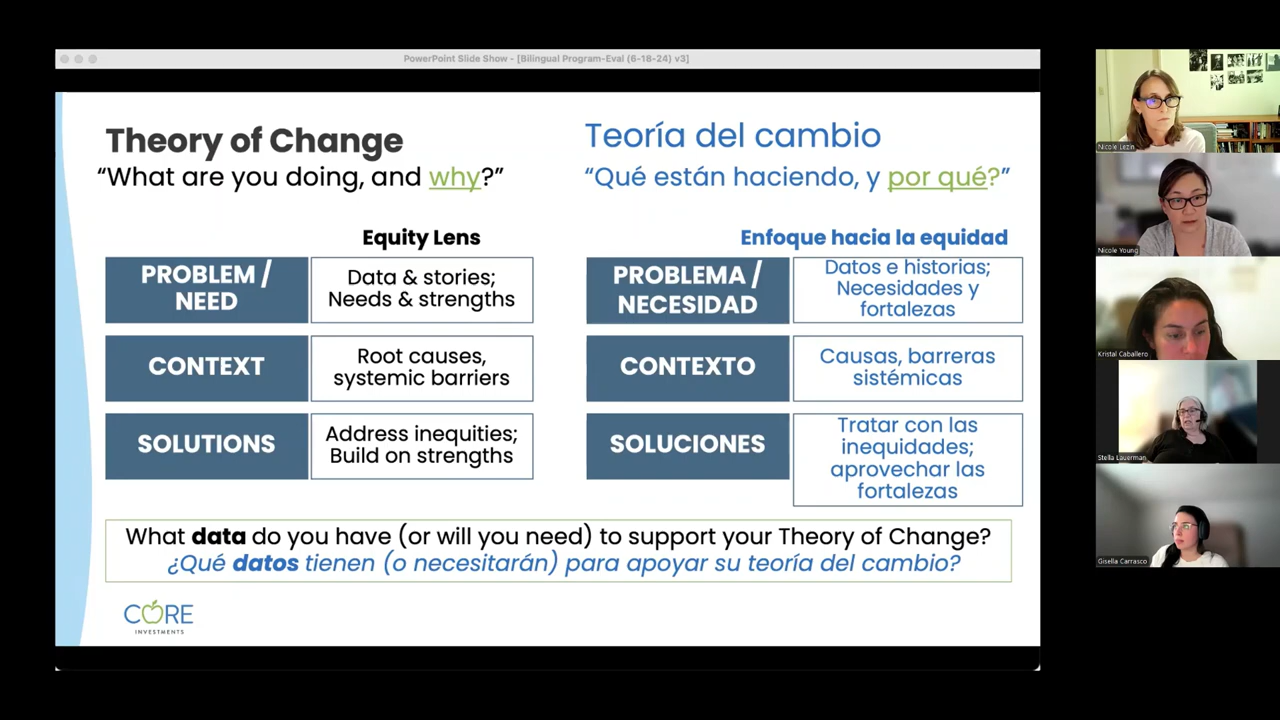 PowerPoint Slide Show - [Bilingual Program-Eval (6-18-24) v3]
Theory of Change
“What are you doing, and why?”
Equity Lens
PROBLEM /
NEED
Data & stories;
Needs & strengths
CONTEXT
Root causes,
systemic barriers
SOLUTIONS
Address inequities;
Build on strengths
Teoría del cambio
“Qué están haciendo, y por qué?”
Enfoque hacia la equidad
PROBLEMA /
NECESIDAD
Datos e historias;
Necesidades y
fortalezas
CONTEXTO
Causas, barreras
sistémicas
SOLUCIONES
Tratar con las
inequidades;
aprovechar las
fortalezas
What data do you have (or will you need) to support your Theory of Change?
¿Qué datos tienen (o necesitarán) para apoyar su teoría del cambio?
CORE
INVESTMENTS
Nicole Lezin
Nicole Young
Kristal Caballero
Stella Lauerman
Gisella Carrasco